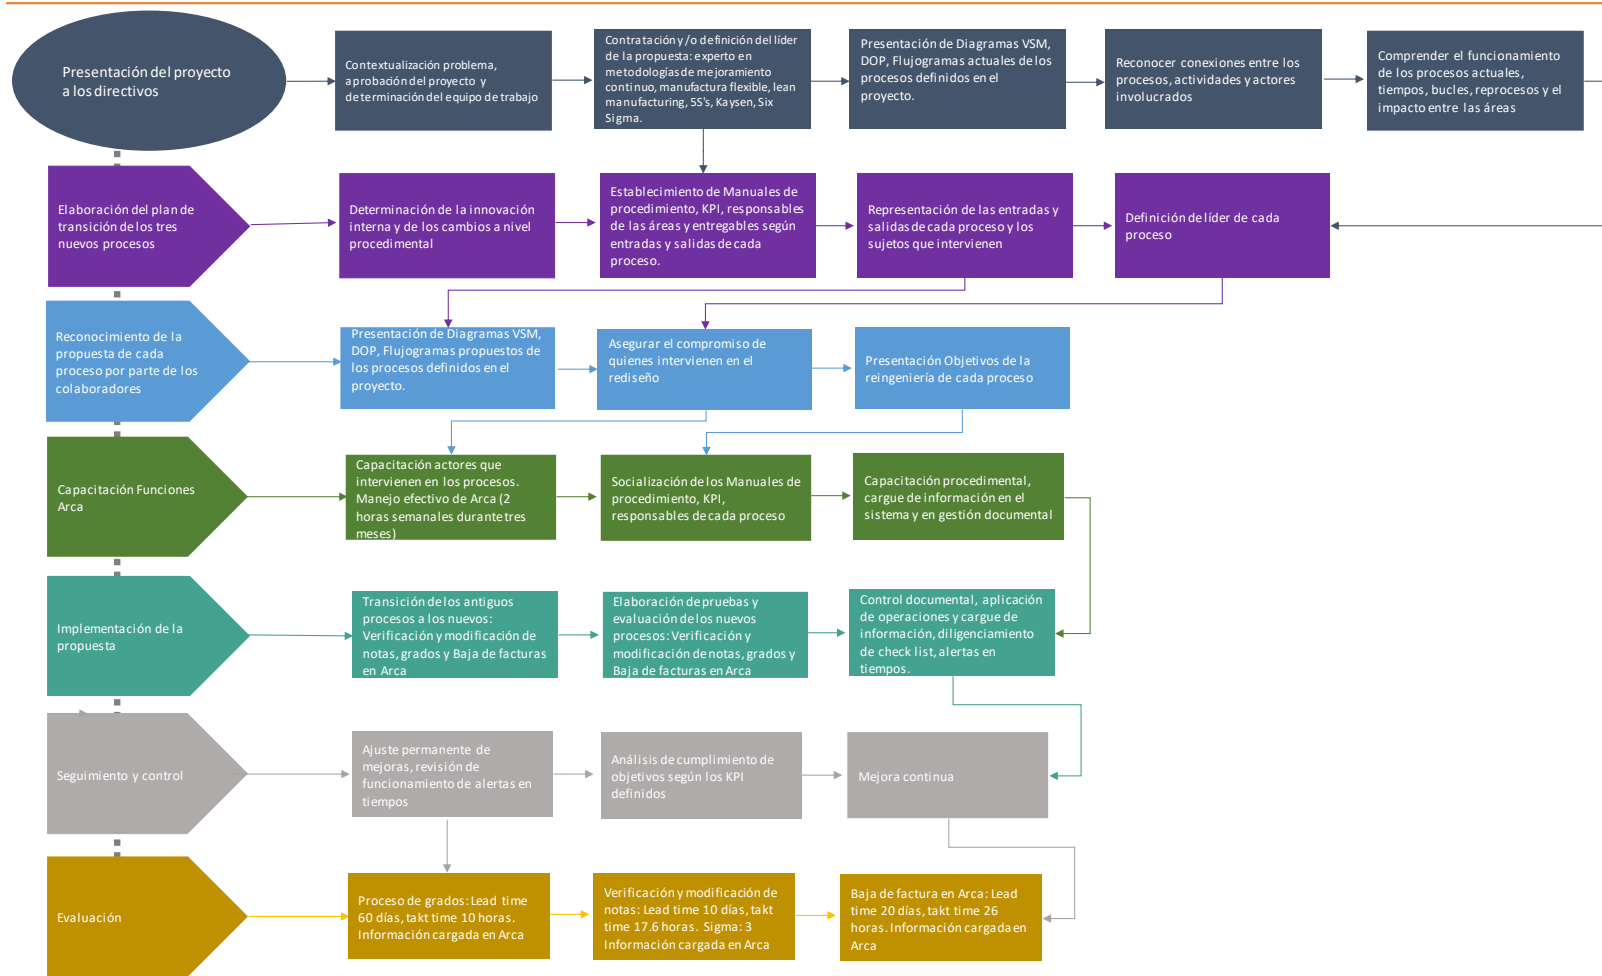 Presentación del proyecto
a los directivos
Contextualización problema,
aprobación del proyecto y
determinación del equipo de trabajo
Contratación y /o definición del líder
de la propuesta: experto en
metodologías de mejoramiento
continuo, manufactura flexible, lean
manufacturing, 5S's, Kaysen, Six
Sigma.
Presentación de Diagramas VSM,
DOP, Flujogramas actuales de los
procesos definidos en el
proyecto.
Reconocer conexiones entre los
procesos, actividades y actores
involucrados
Comprender el funcionamiento
de los procesos actuales,
tiempos, bucles, reprocesos y el
impacto entre las áreas
Elaboración del plan de
transición de los tres
nuevos procesos
Determinación de la innovación
interna y de los cambios a nivel
procedimental
Establecimiento de Manuales de
procedimiento, KPI, responsables
de las áreas y entregables según
entradas y salidas de cada
proceso.
Representación de las entradas y
salidas de cada proceso y los
sujetos que intervienen
Definición de líder de cada
proceso
Reconocimiento de la
propuesta de cada
proceso por parte de los
colaboradores
Presentación de Diagramas VSM,
DOP, Flujogramas propuestos de
los procesos definidos en el
proyecto.
Asegurar el compromiso de
quienes intervienen en el
rediseño
Presentación Objetivos de la
reingeniería de cada proceso
Capacitación Funciones
Arca
Capacitación actores que
intervienen en los procesos.
Manejo efectivo de Arca (2
horas semanales durante tres
meses)
Socialización de los Manuales de
procedimiento, KPI,
responsables de cada proceso
Capacitación procedimental,
cargue de información en el
sistema y en gestión documental
Implementación de la
propuesta
Transición de los antiguos
procesos a los nuevos:
Verificación y modificación de
notas, grados y Baja de facturas
en Arca
Elaboración de pruebas y
evaluación de los nuevos
procesos: Verificación y
modificación de notas, grados y
Baja de facturas en Arca
Control documental, aplicación
de operaciones y cargue de
información, diligenciamiento
de check list, alertas en
tiempos.
Seguimiento y control
Ajuste permanente de
mejoras, revisión de
funcionamiento de alertas en
tiempos
Análisis de cumplimiento de
objetivos según los KPI
definidos
Mejora continua
Evaluación
Proceso de grados: Lead time
60 días, takt time 10 horas.
Información cargada en Arca
Verificación y modificación de
notas: Lead time 10 días, takt
time 17.6 horas. Sigma: 3
Información cargada en Arca
Baja de factura en Arca: Lead
time 20 días, takt time 26
horas. Información cargada en
Arca